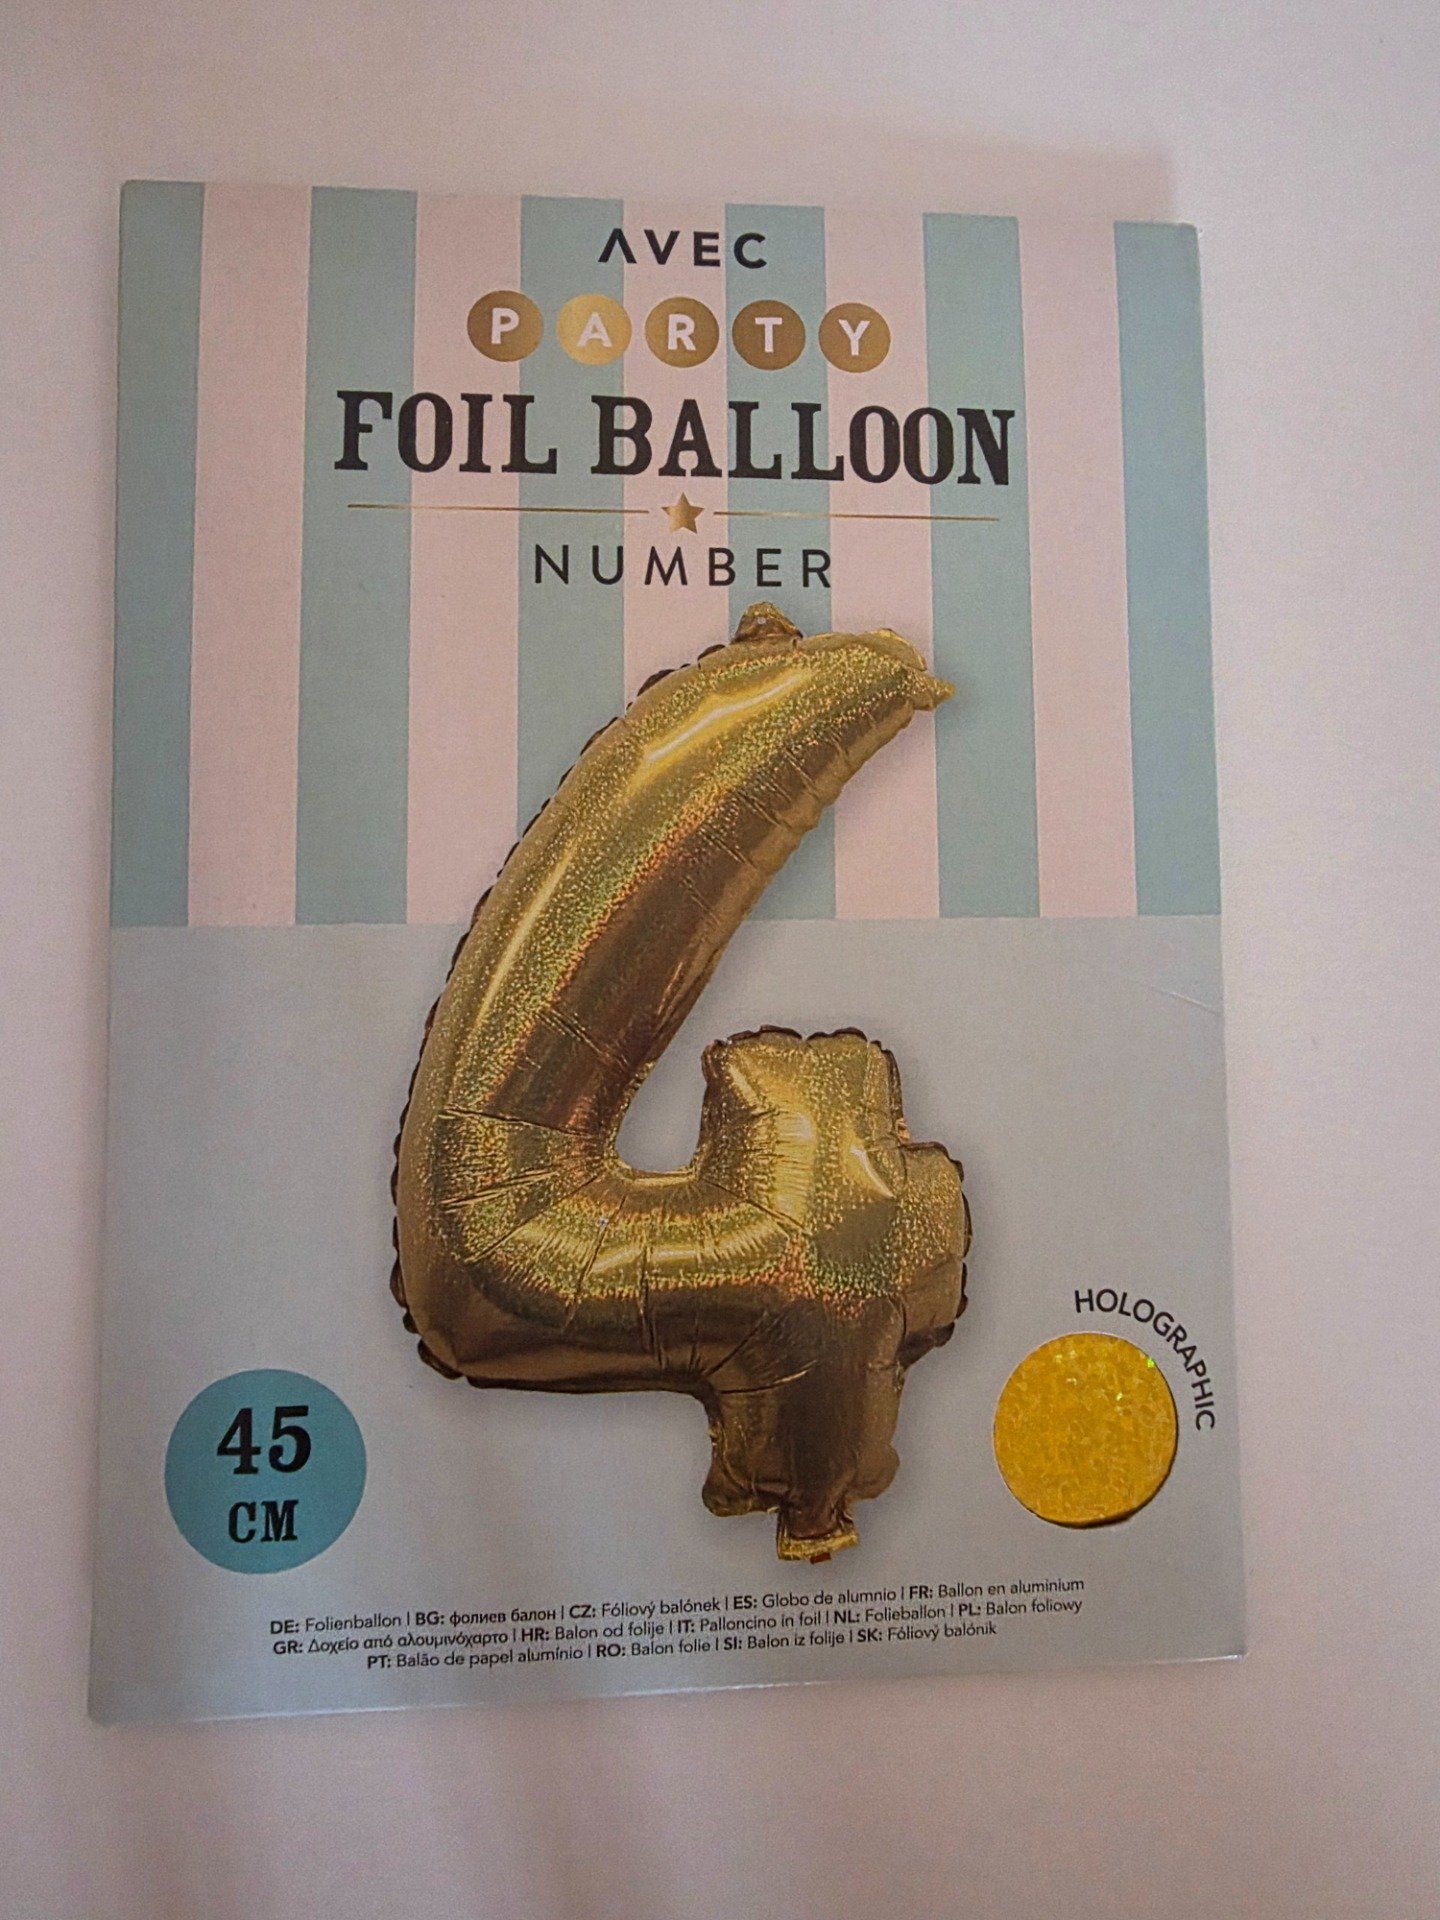 AVEC
PARTY
FOIL BALLOON
NUMBER
HOLOGRAPHIC
45
CM
DE: Folienballon | BG: фолиев балон | CZ: Fóliový balónek | ES: Globo de alumnio | FR: Ballon en aluminium
GR: Δοχείο από αλουμινόχαρτο | HR: Balon od folije | IT: Palloncino in foil | NL: Folieballon | PL: Balon foliowy
PT: Balão de papel alumínio | RO: Balon folie | SI: Balon iz folije | SK: Fóliový balónik